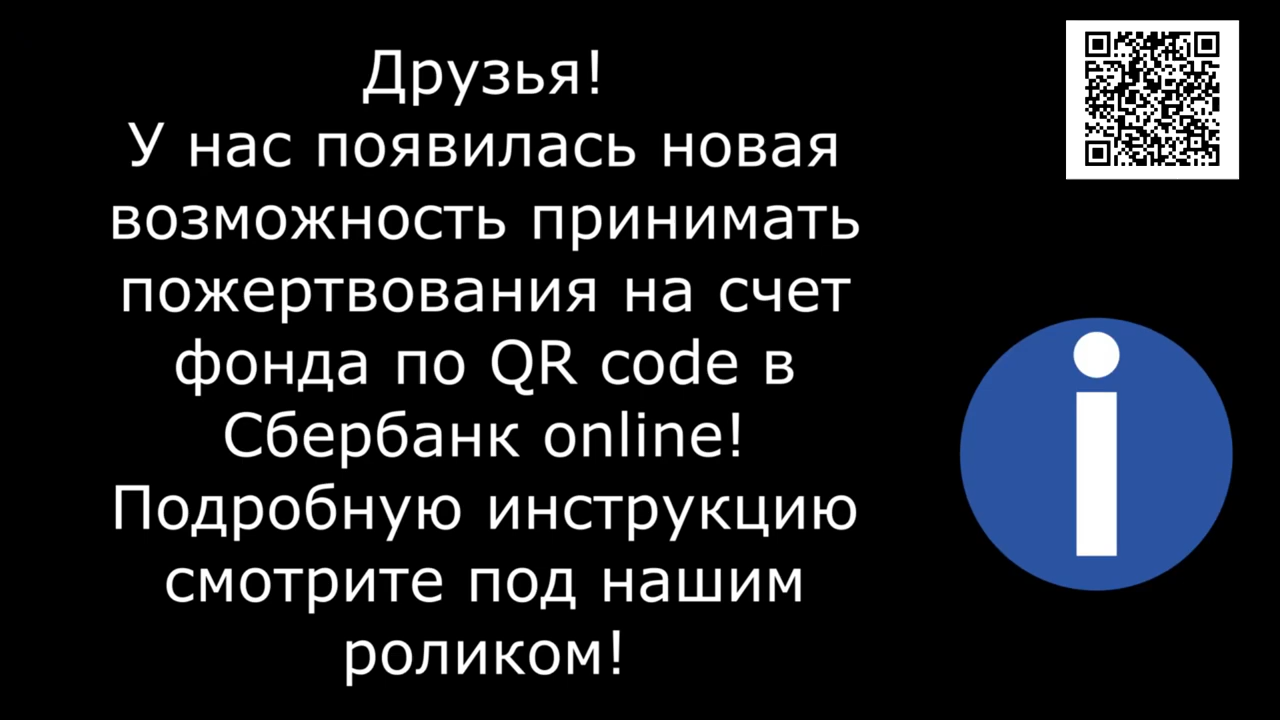 Друзья!
У нас появилась новая
возможность принимать
пожертвования на счет
фонда по QR code в
Сбербанк online!
Подробную инструкцию
смотрите под нашим
роликом!
i